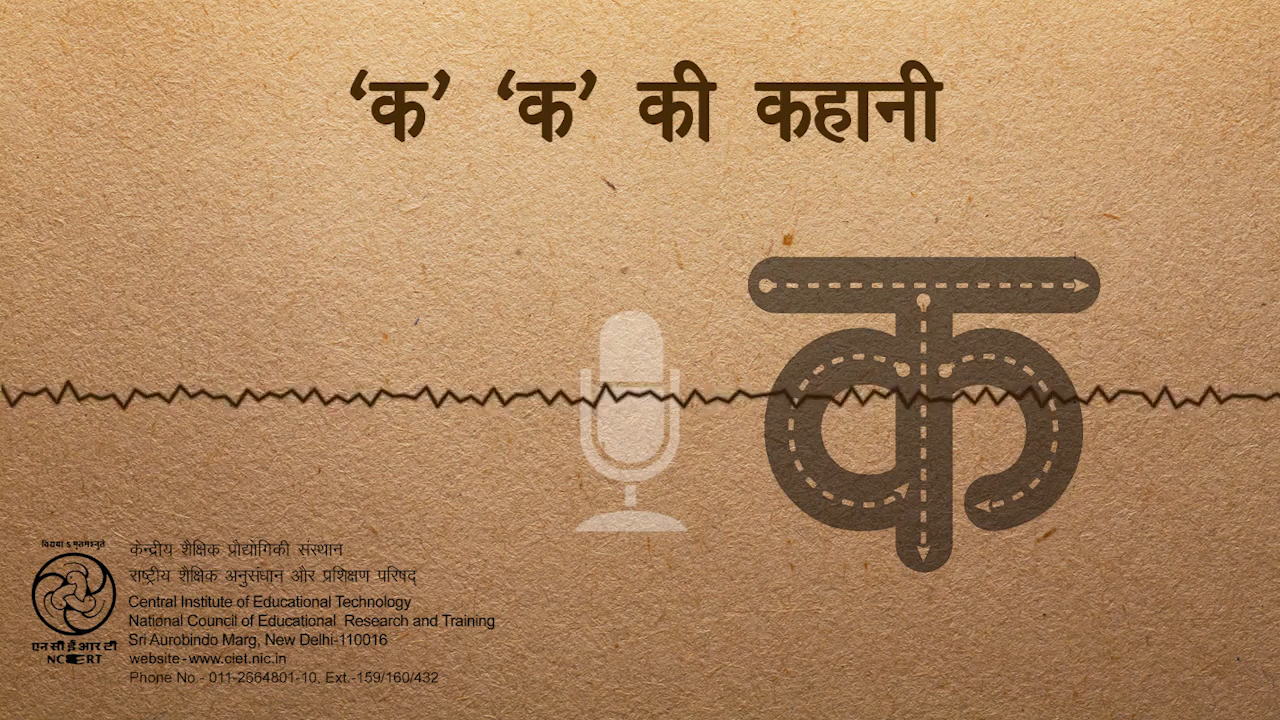 ‘क’ ‘क’ की कहानी
क
विद्यया ऽ मृतमश्नुते
एन सी ई आर टी
NCERT
केन्द्रीय शैक्षिक प्रौद्योगिकी संस्थान
राष्ट्रीय शैक्षिक अनुसंधान और प्रशिक्षण परिषद्
Central Institute of Educational Technology
National Council of Educational Research and Training
Sri Aurobindo Marg, New Delhi-110016
website - www.ciet.nic.in
Phone No.- 011-2664801-10, Ext.-159/160/432